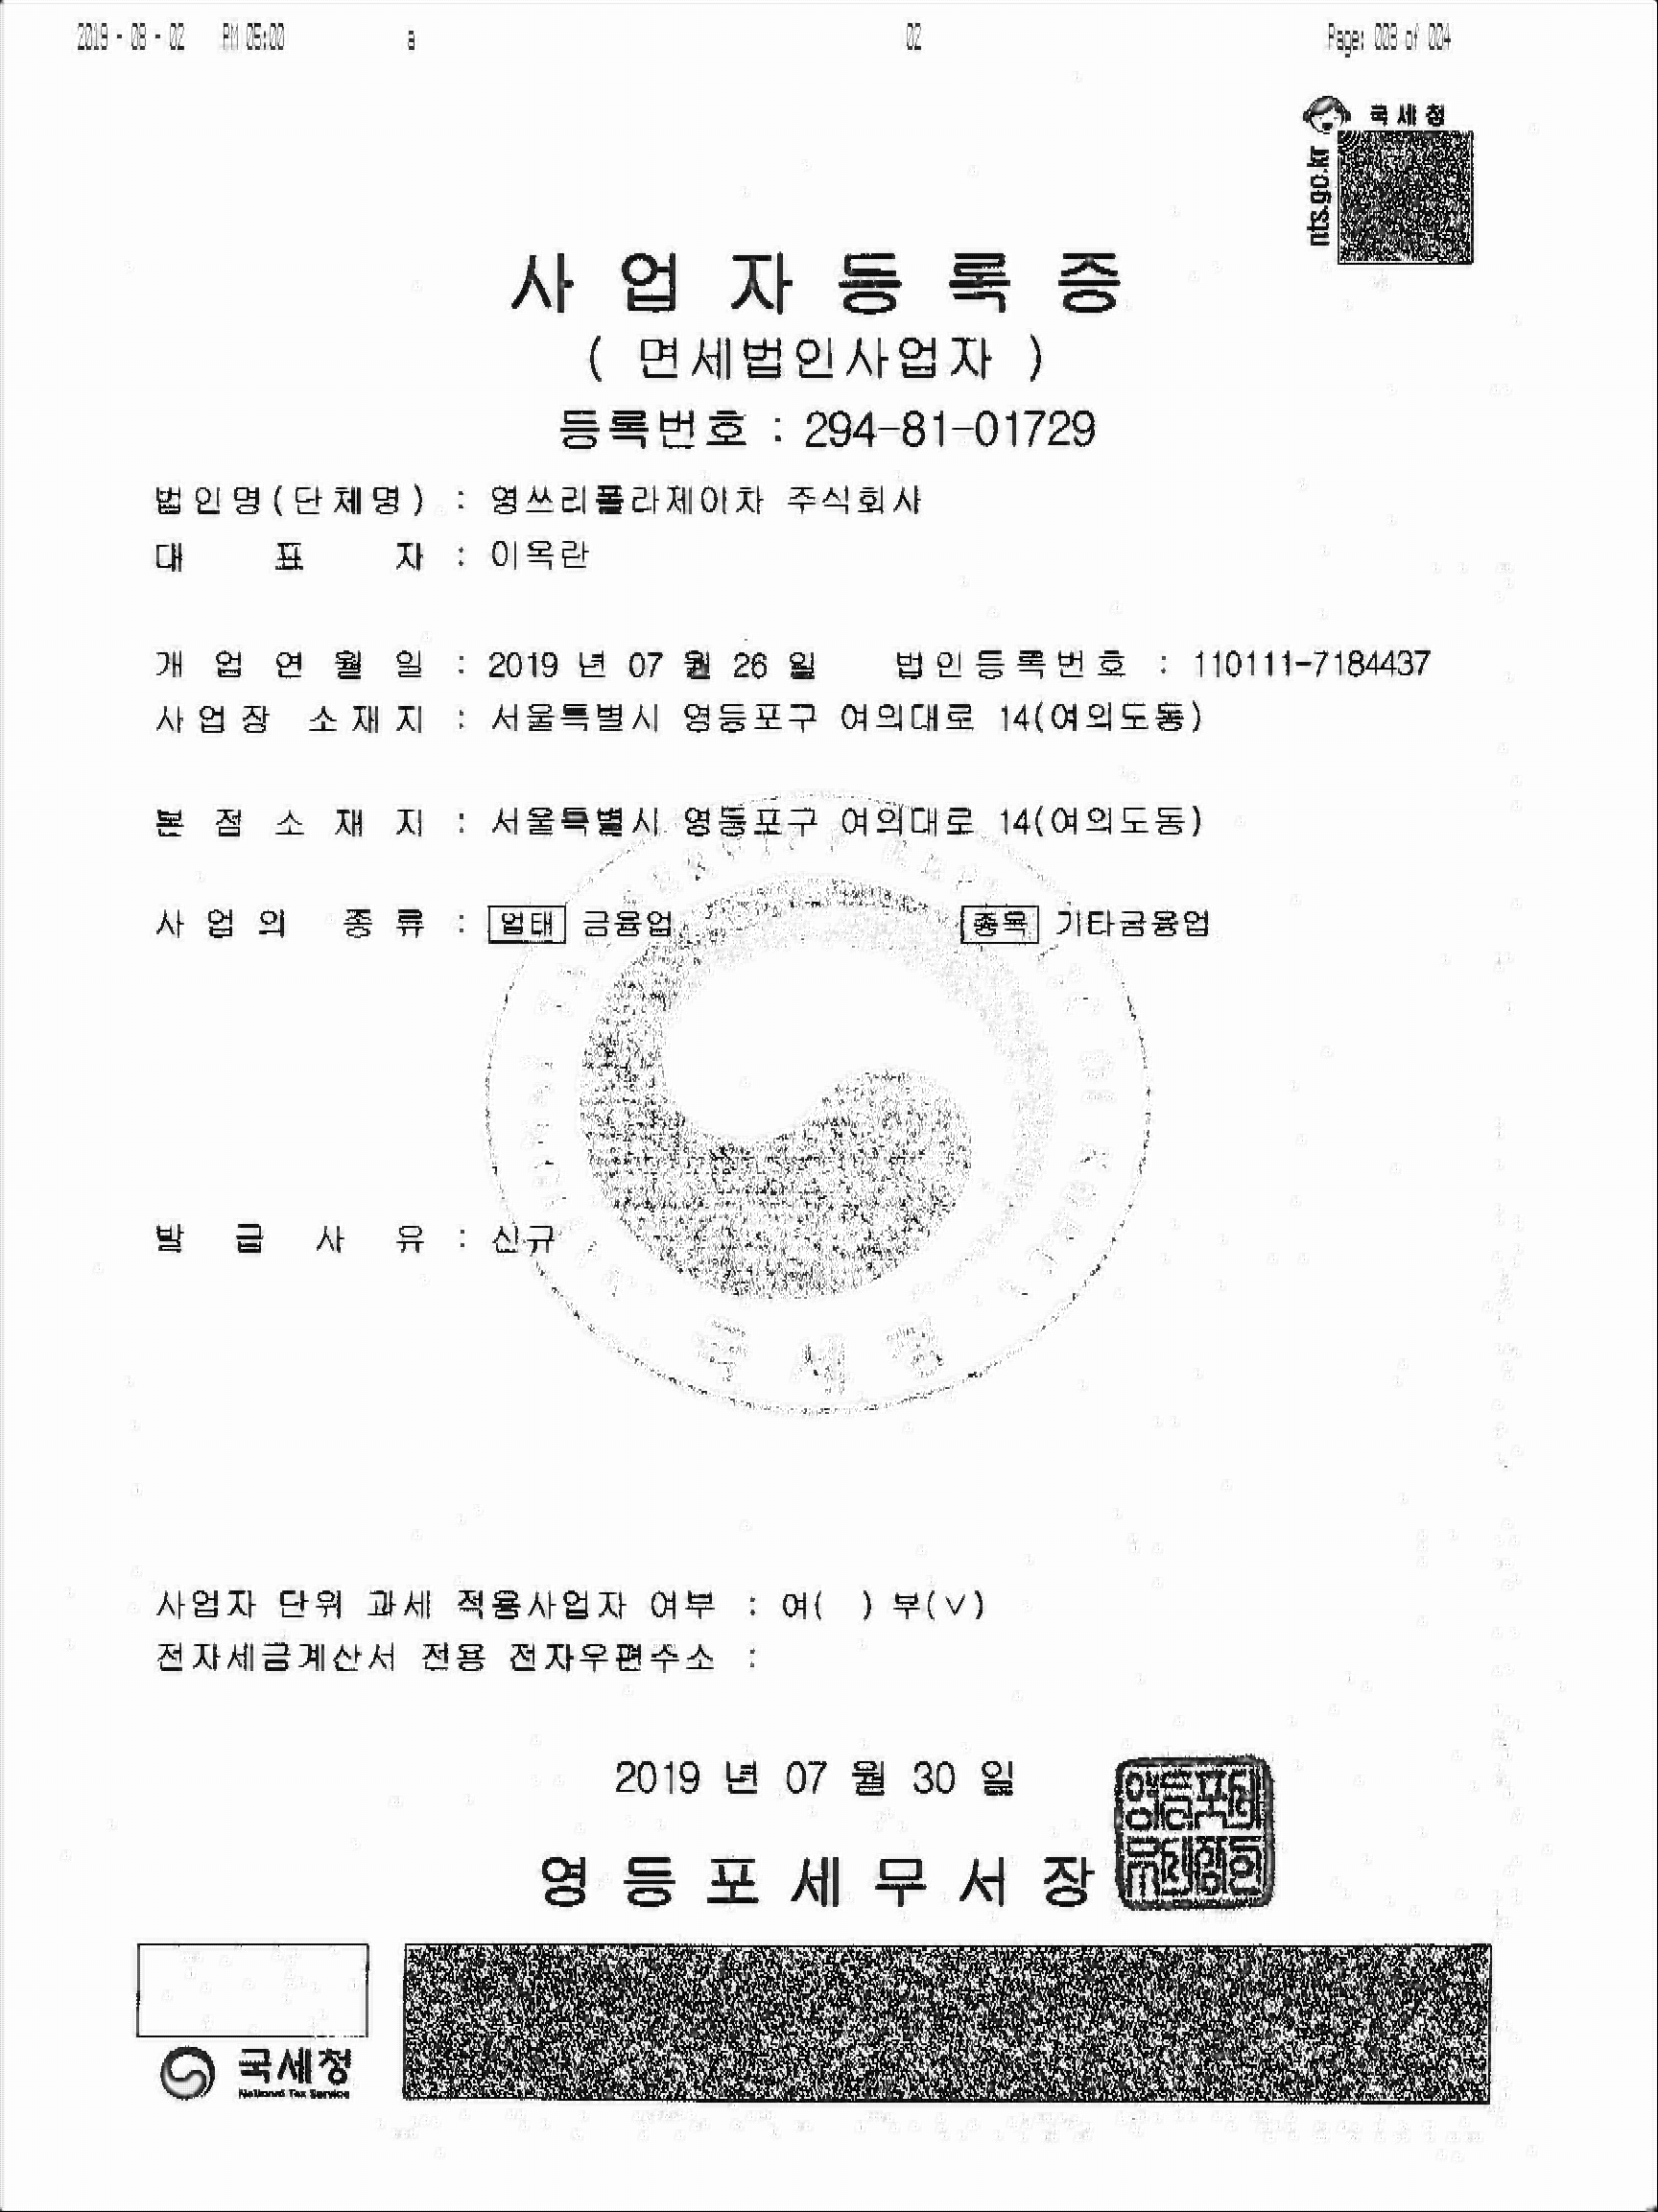 2019 - 08 - 02 PM 05:00 a 02 Page: 003 of 004
국세청
nts.go.kr
사업자등록증
( 면세법인사업자 )
등록번호 : 294-81-01729
법인명(단체명) : 영쓰리폴라제이차 주식회사
대 표 자 : 이옥란
개 업 연 월 일 : 2019 년 07 월 26 일 법인등록번호 : 110111-7184437
사업장 소재지 : 서울특별시 영등포구 여의대로 14(여의도동)
본 점 소 재 지 : 서울특별시 영등포구 여의대로 14(여의도동)
사 업 의 종 류 : 업태 금융업 종목 기타금융업
발 급 사 유 : 신규
국세청
사업자 단위 과세 적용사업자 여부 : 여( ) 부(∨)
전자세금계산서 전용 전자우편주소 :
2019 년 07 월 30 일
영등포세무서장
국세청
National Tax Service